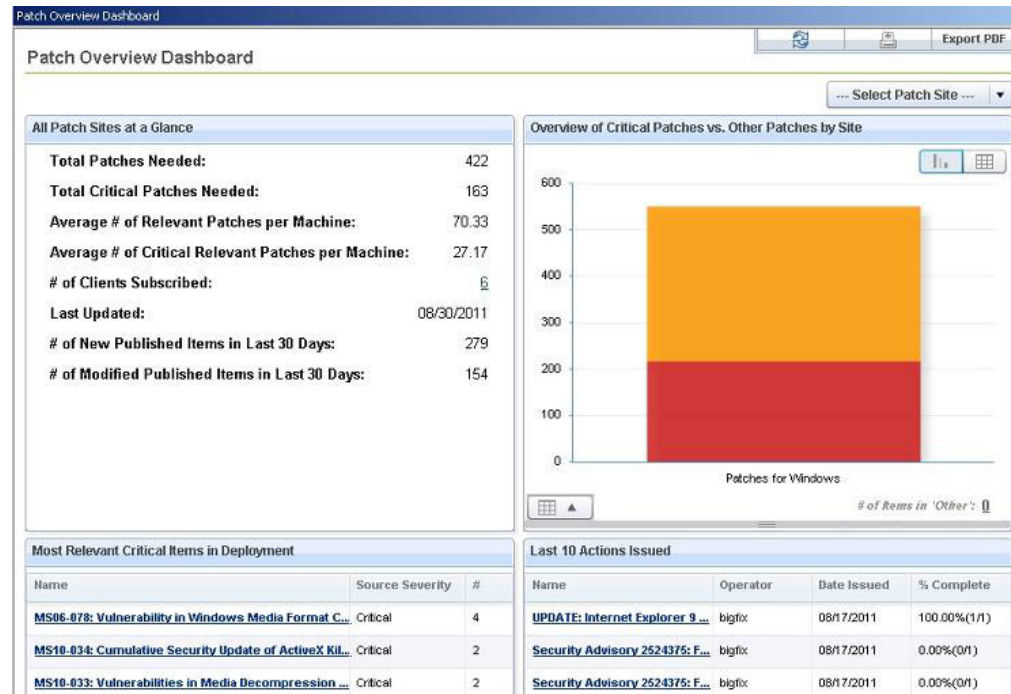 Patch Overview Dashboard
Export PDF
Patch Overview Dashboard
--- Select Patch Site ---
All Patch Sites at a Glance
Total Patches Needed: 422
Total Critical Patches Needed: 163
Average # of Relevant Patches per Machine: 70.33
Average # of Critical Relevant Patches per Machine: 27.17
# of Clients Subscribed: 6
Last Updated: 08/30/2011
# of New Published Items in Last 30 Days: 279
# of Modified Published Items in Last 30 Days: 154
Overview of Critical Patches vs. Other Patches by Site
600
500
400
300
200
100
0
Patches for Windows
# of Items in 'Other': 0
Most Relevant Critical Items in Deployment
Name Source Severity #
MS06-078: Vulnerability in Windows Media Format C... Critical 4
MS10-034: Cumulative Security Update of ActiveX Kil... Critical 2
MS10-033: Vulnerabilities in Media Decompression ... Critical 2
Last 10 Actions Issued
Name Operator Date Issued % Complete
UPDATE: Internet Explorer 9 ... bigfix 08/17/2011 100.00%(1/1)
Security Advisory 2524375: F... bigfix 08/17/2011 0.00%(0/1)
Security Advisory 2524375: F... bigfix 08/17/2011 0.00%(0/1)